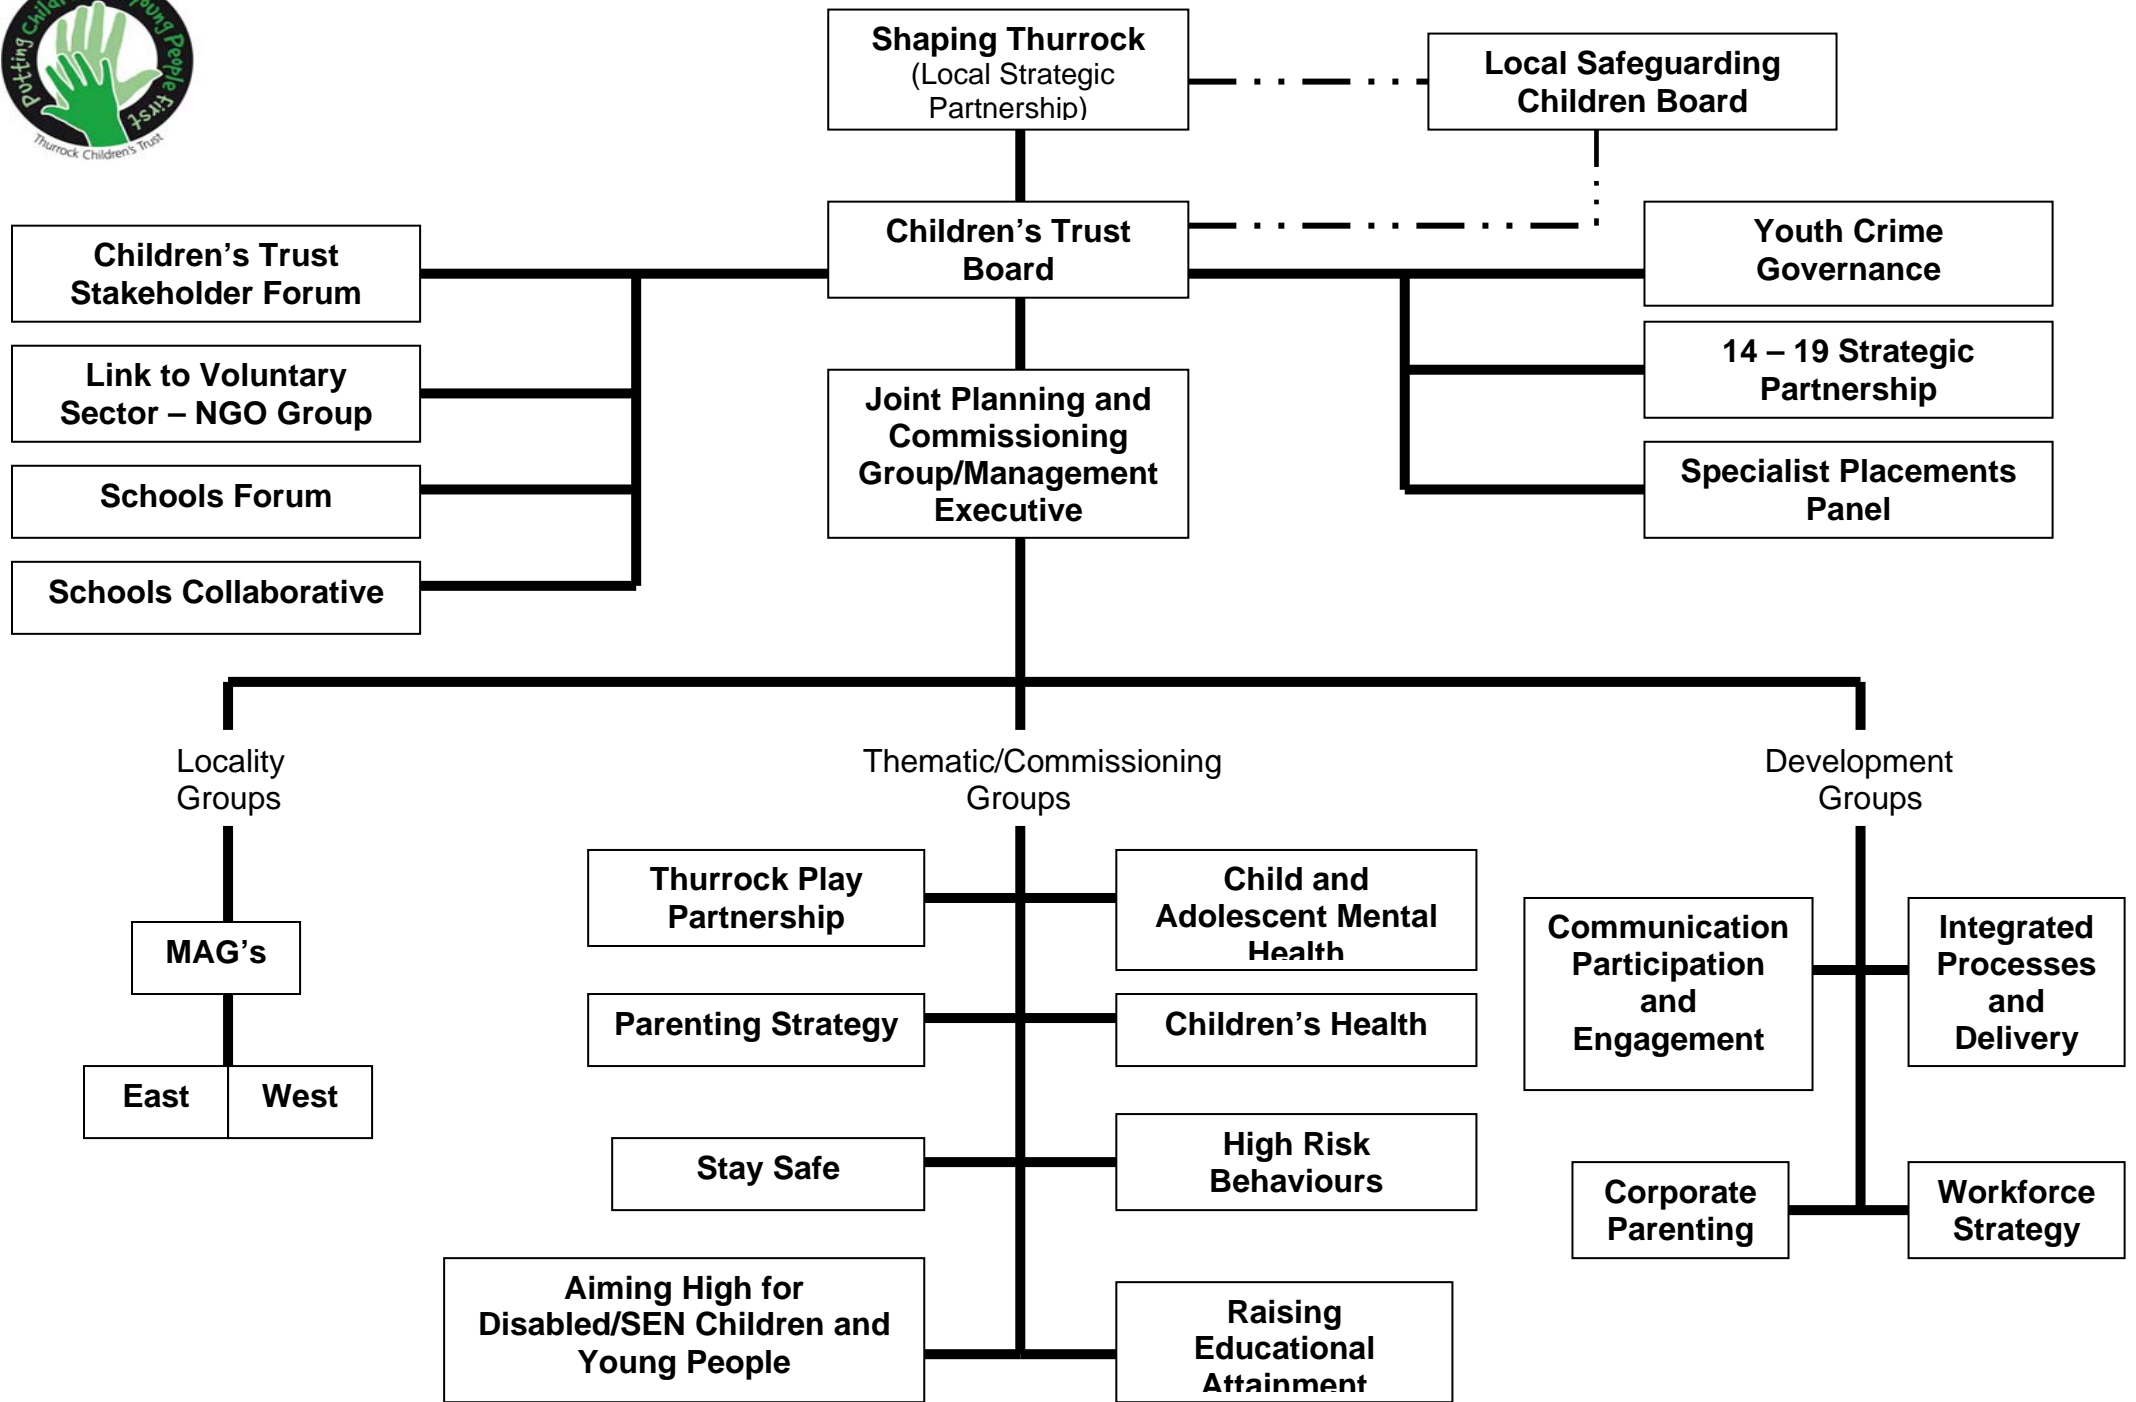 Putting Children and Young People First
Thurrock Children's Trust
Shaping Thurrock
(Local Strategic
Partnership)
Local Safeguarding
Children Board
Children’s Trust
Stakeholder Forum
Children’s Trust
Board
Youth Crime
Governance
Link to Voluntary
Sector – NGO Group
14 – 19 Strategic
Partnership
Joint Planning and
Commissioning
Group/Management
Executive
Schools Forum
Specialist Placements
Panel
Schools Collaborative
Locality
Groups
Thematic/Commissioning
Groups
Development
Groups
MAG’s
East
West
Thurrock Play
Partnership
Child and
Adolescent Mental
Health
Parenting Strategy
Children’s Health
Stay Safe
High Risk
Behaviours
Aiming High for
Disabled/SEN Children and
Young People
Raising
Educational
Attainment
Communication
Participation
and
Engagement
Integrated
Processes
and
Delivery
Corporate
Parenting
Workforce
Strategy